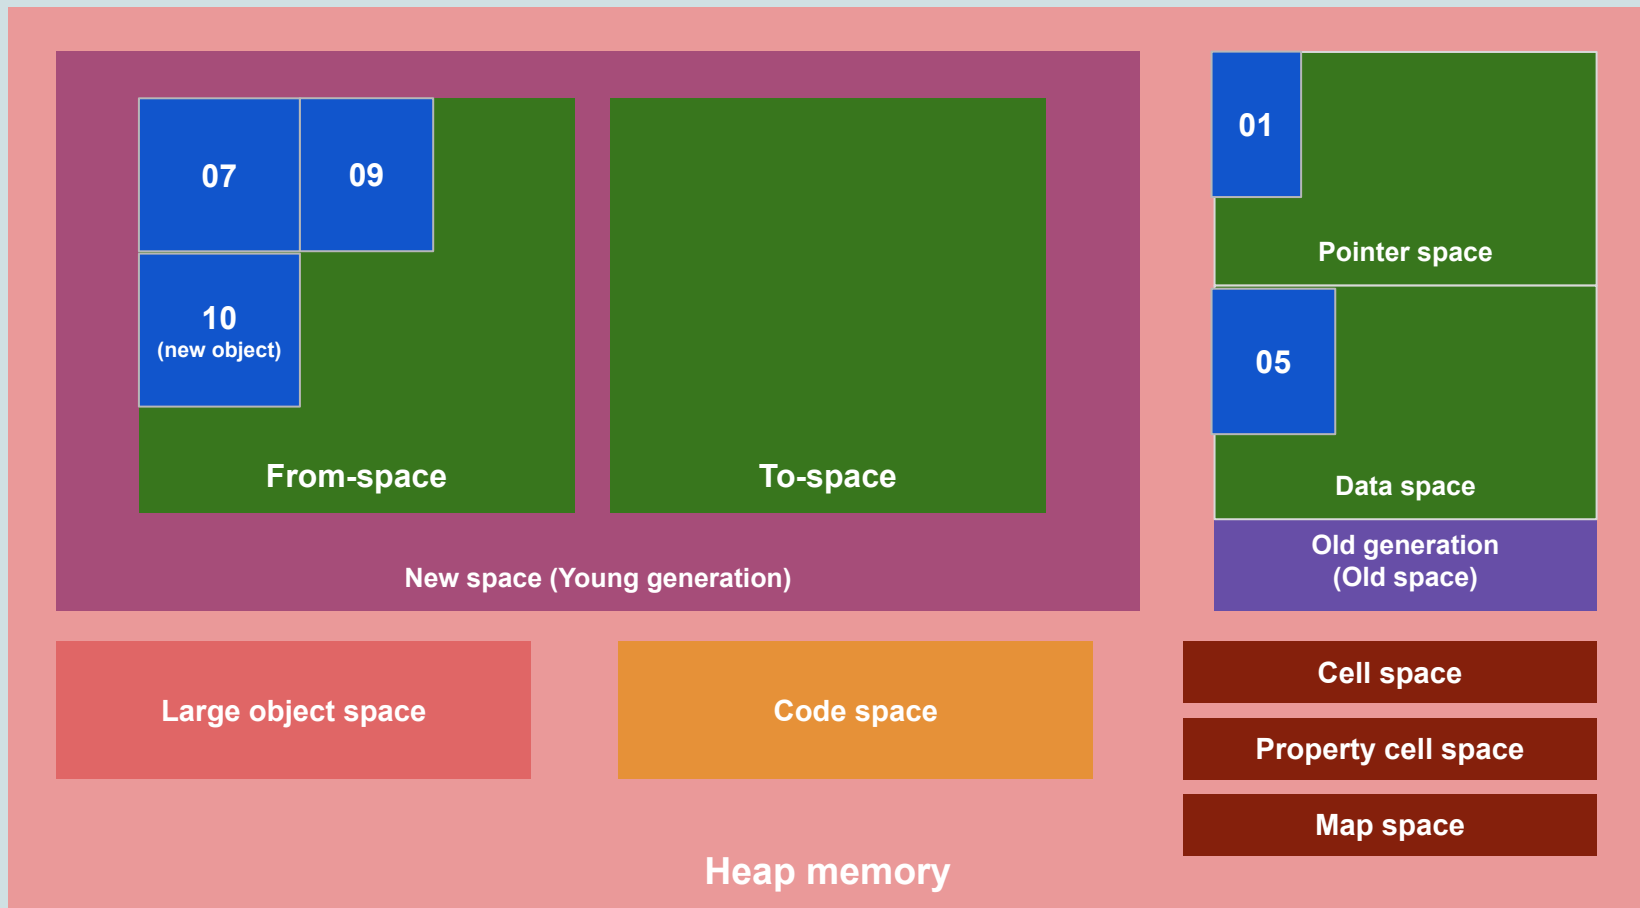 07
09
10
(new object)
From-space
To-space
New space (Young generation)
01
Pointer space
05
Data space
Old generation
(Old space)
Large object space
Code space
Cell space
Property cell space
Map space
Heap memory